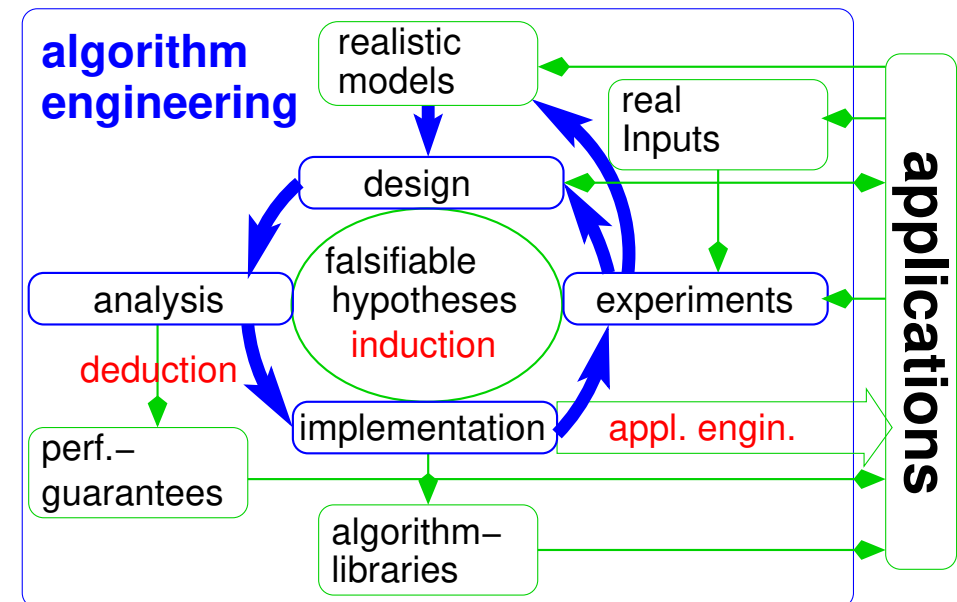 algorithm
engineering
realistic
models
real
Inputs
design
falsifiable
hypotheses
induction
analysis
experiments
deduction
implementation
appl. engin.
perf.–
guarantees
algorithm–
libraries
applications